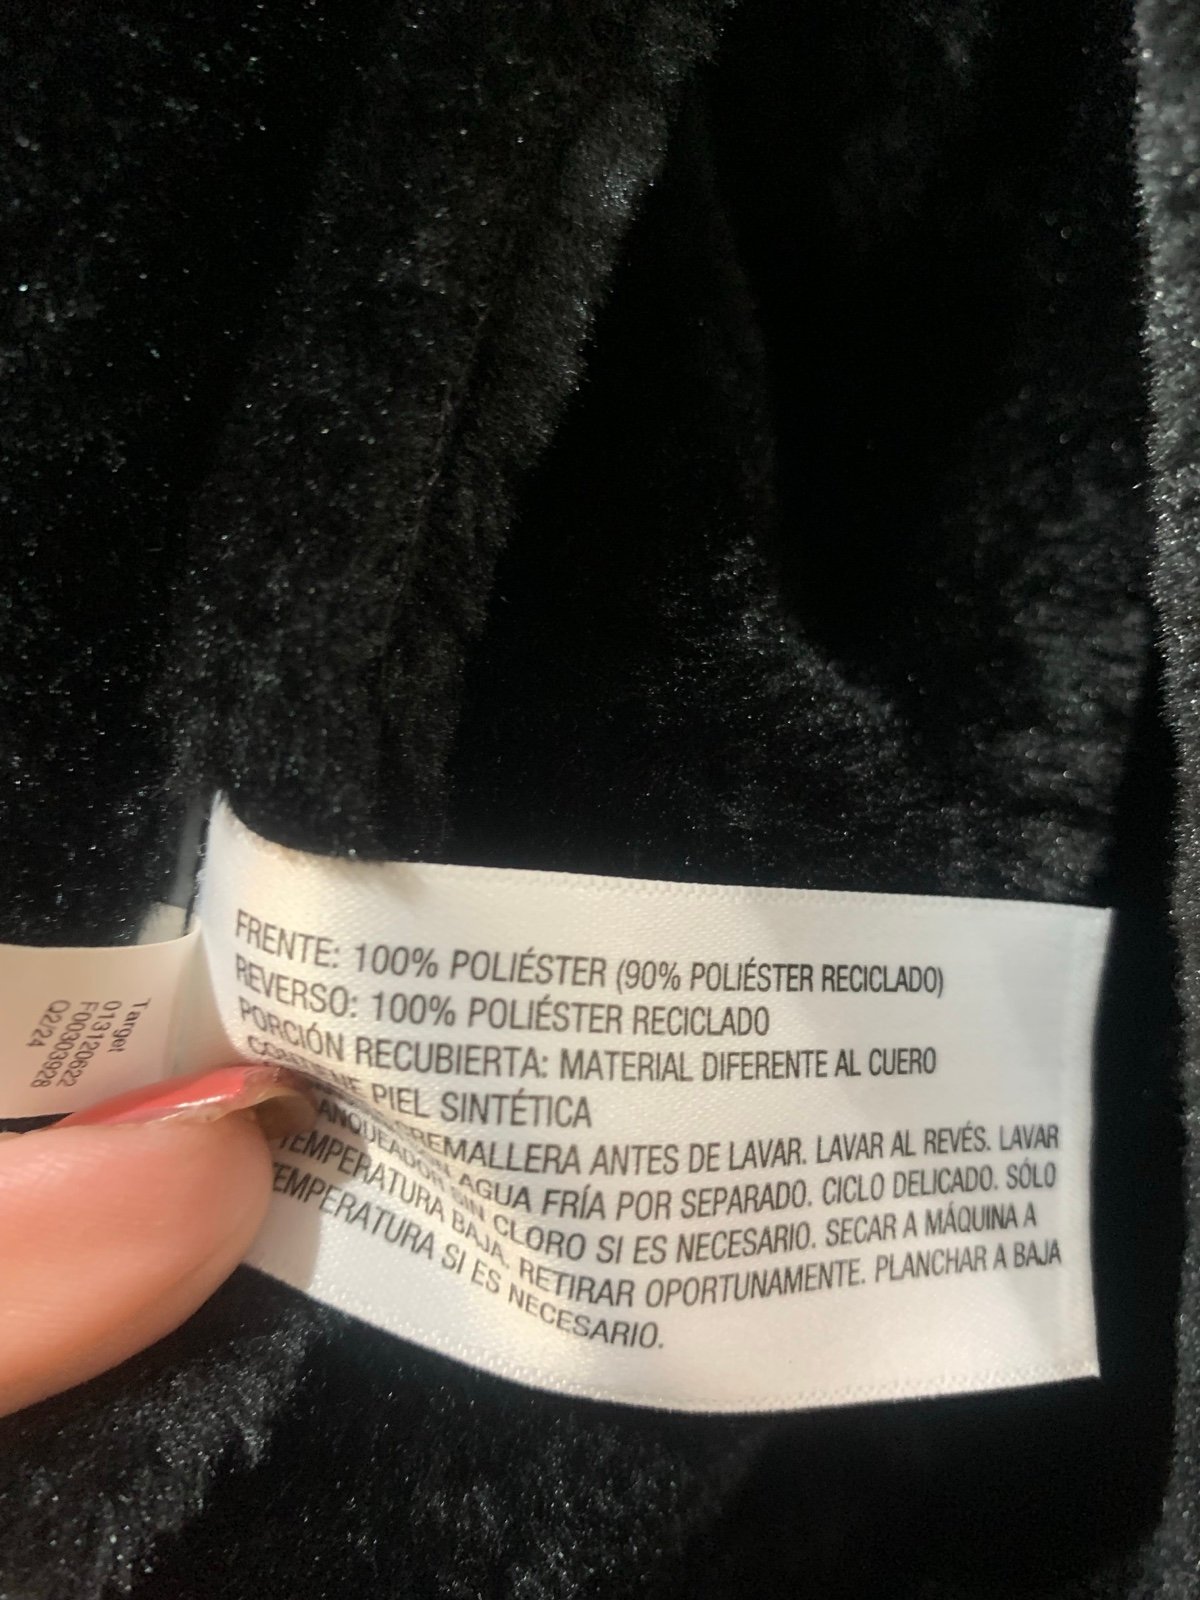 FRENTE: 100% POLIÉSTER (90% POLIÉSTER RECICLADO)
REVERSO: 100% POLIÉSTER RECICLADO
PORCIÓN RECUBIERTA: MATERIAL DIFERENTE AL CUERO
CONTIENE PIEL SINTÉTICA
CREMALLERA ANTES DE LAVAR. LAVAR AL REVÉS. LAVAR
AGUA FRÍA POR SEPARADO. CICLO DELICADO. SÓLO
BLANQUEADOR SIN CLORO SI ES NECESARIO. SECAR A MÁQUINA A
TEMPERATURA BAJA. RETIRAR OPORTUNAMENTE. PLANCHAR A BAJA
TEMPERATURA SI ES NECESARIO.
Target
013120622
F00303928
Q2/24